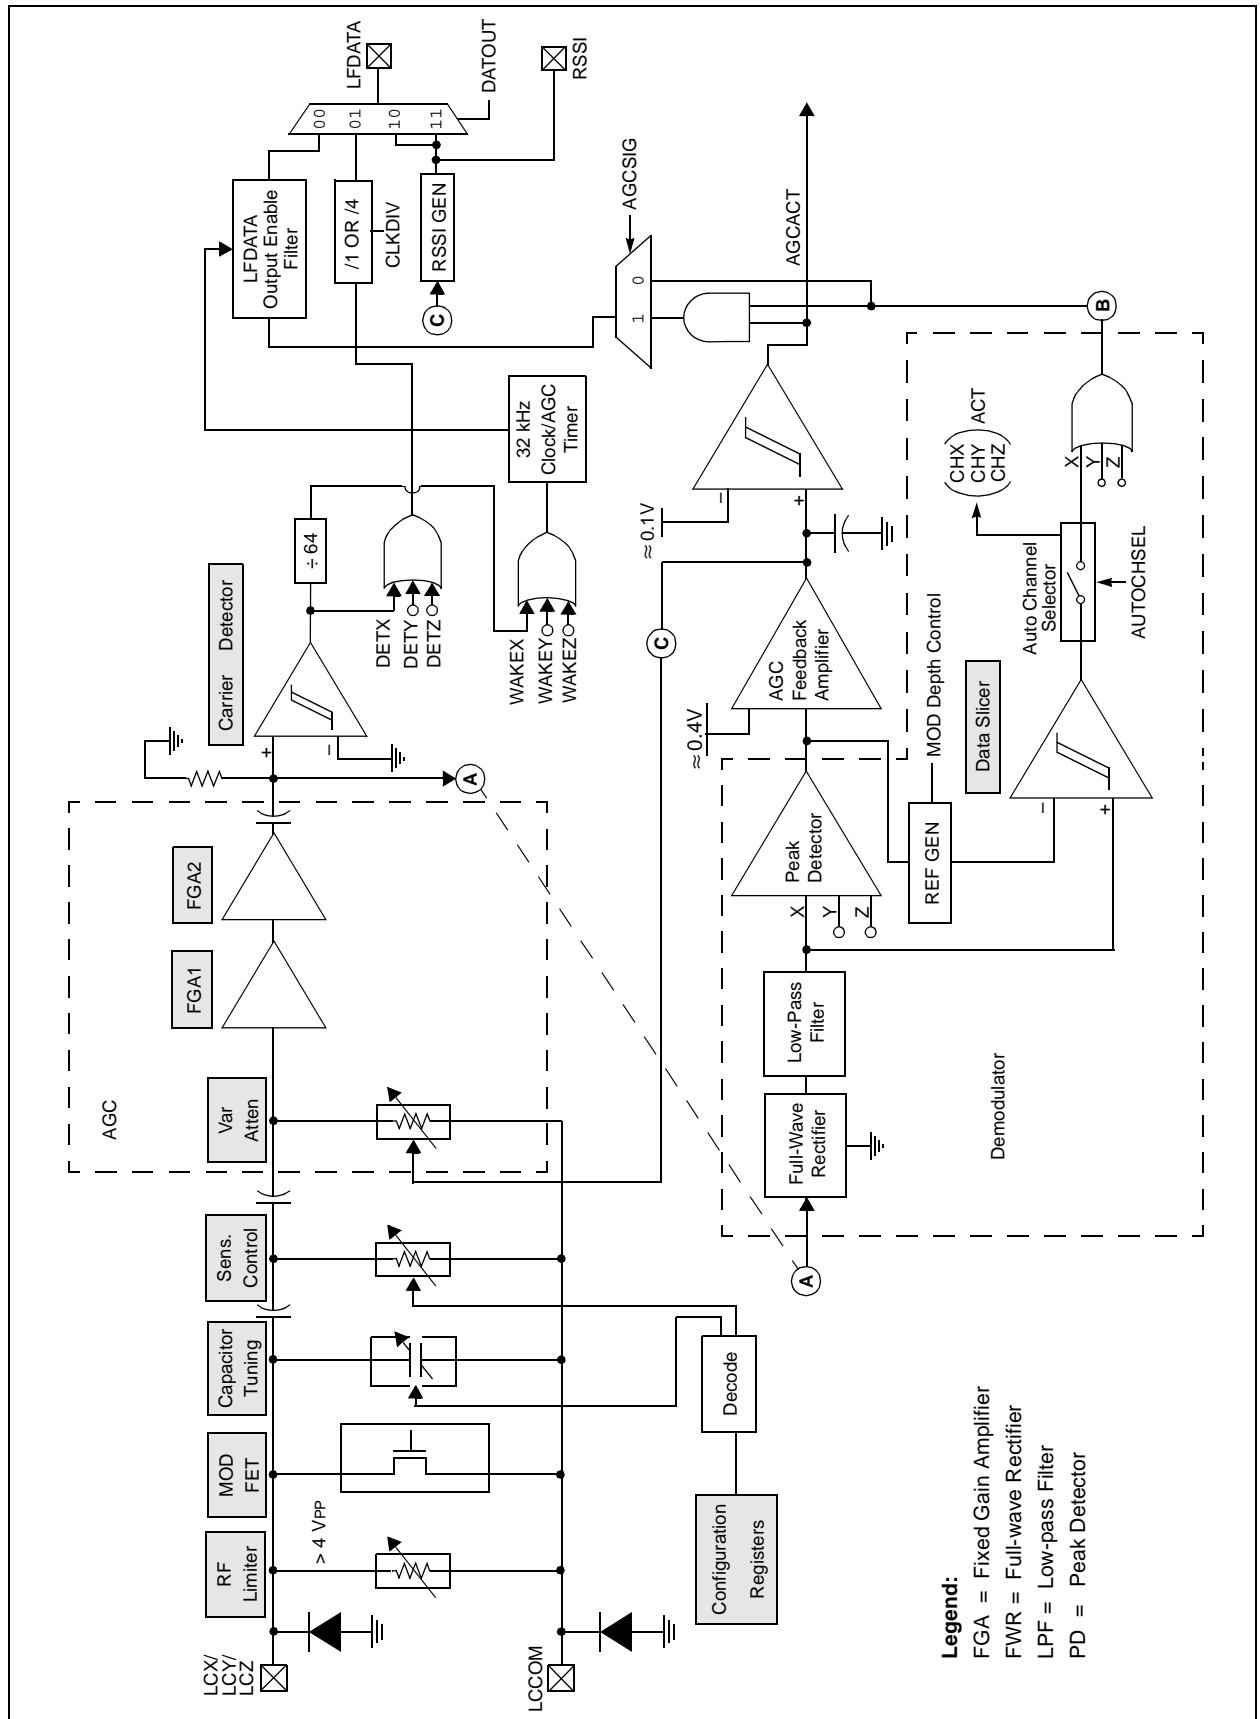 LCX/
LCY/
LCZ
RF
Limiter
MOD
FET
Capacitor
Tuning
Sens.
Control
Var
Atten
AGC
FGA1
FGA2
Carrier Detector
> 4 VPP
LCCOM
+
–
A
÷ 64
DETX
DETY
DETZ
WAKEX
WAKEY
WAKEZ
32 kHz
Clock/AGC
Timer
LFDATA
Output Enable
Filter
/1 OR /4
CLKDIV
C
RSSI GEN
00
01
10
11
LFDATA
DATOUT
RSSI
Configuration
Registers
Decode
C
A
Full-Wave
Rectifier
Low-Pass
Filter
X
Y
Z
Peak
Detector
≈ 0.4V
AGC
Feedback
Amplifier
≈ 0.1V
–
+
1
0
AGCSIG
AGCACT
REF GEN
MOD Depth Control
Data Slicer
–
+
Auto Channel
Selector
AUTOCHSEL
CHX
CHY
CHZ
ACT
X
Y
Z
B
Demodulator
Legend:
FGA = Fixed Gain Amplifier
FWR = Full-wave Rectifier
LPF = Low-pass Filter
PD = Peak Detector